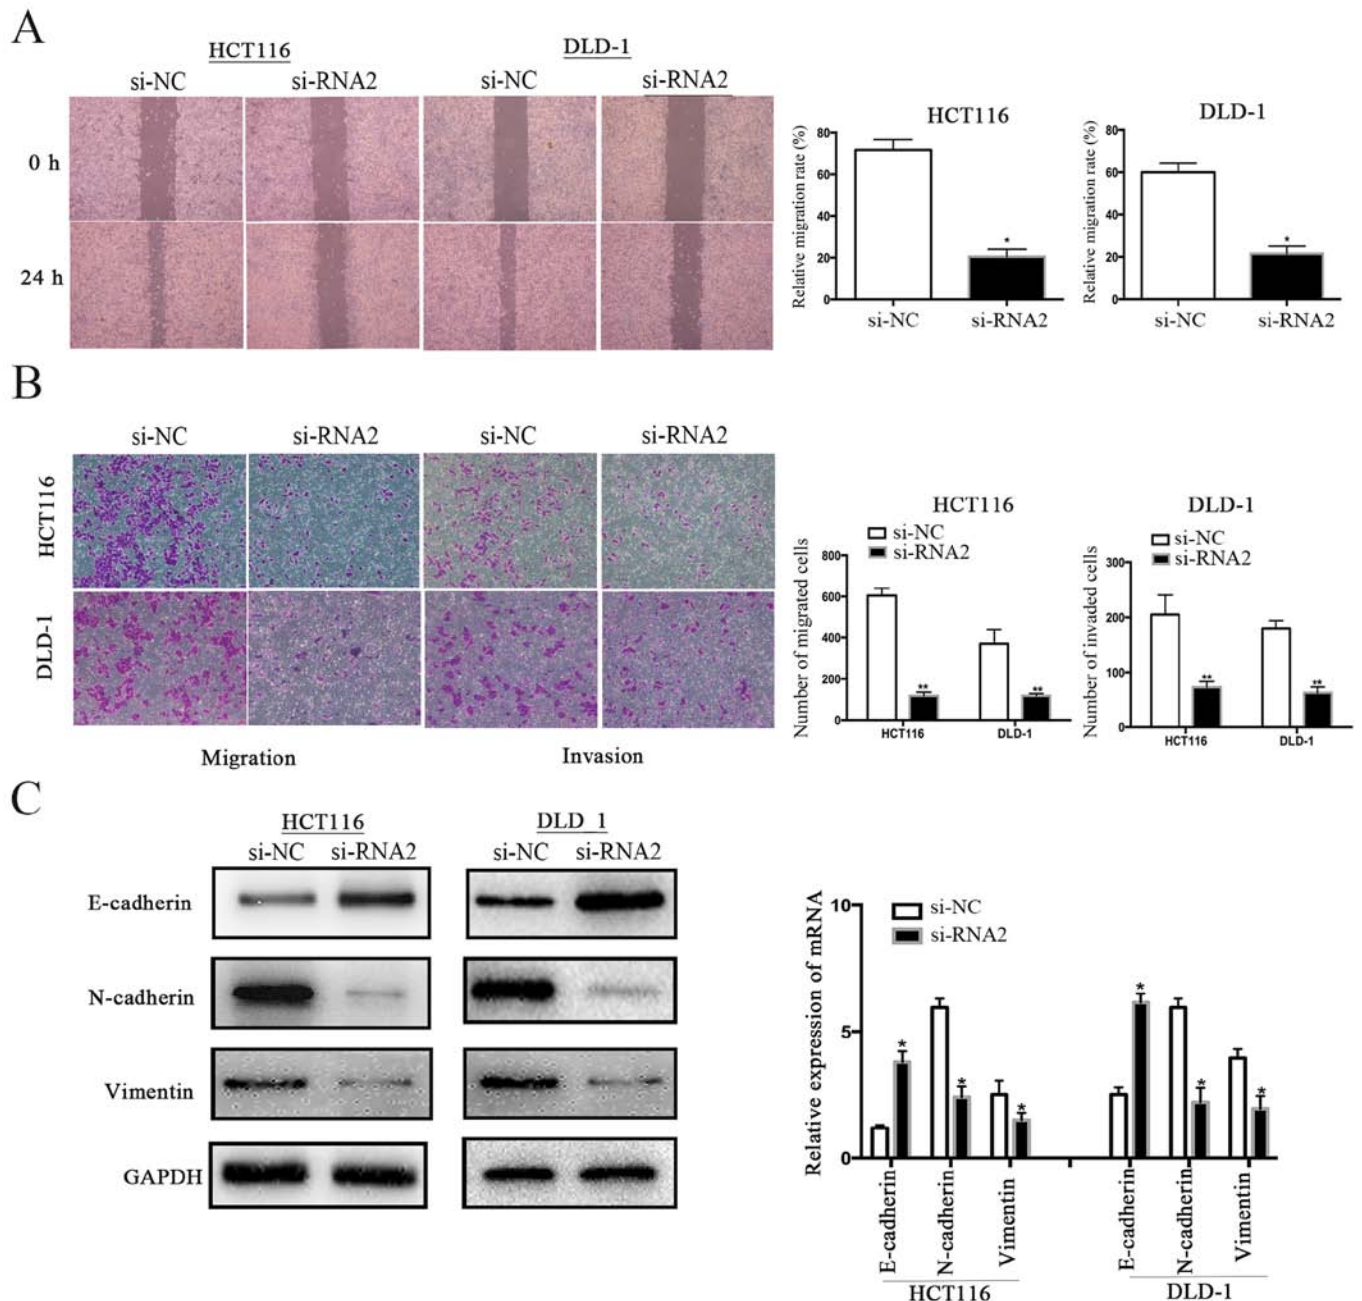 A
HCT116 DLD-1
si-NC si-RNA2 si-NC si-RNA2
0 h
24 h
HCT116
Relative migration rate (%)
80
60
40
20
0
si-NC si-RNA2
*
DLD-1
Relative migration rate (%)
80
60
40
20
0
si-NC si-RNA2
*
B
si-NC si-RNA2 si-NC si-RNA2
HCT116
DLD-1
Migration Invasion
HCT116
si-NC
si-RNA2
Number of migrated cells
800
600
400
200
0
** **
HCT116 DLD-1
DLD-1
si-NC
si-RNA2
Number of invaded cells
300
200
100
0
** **
HCT116 DLD-1
C
HCT116 DLD_1
si-NC si-RNA2 si-NC si-RNA2
E-cadherin
N-cadherin
Vimentin
GAPDH
si-NC
si-RNA2
Relative expression of mRNA
10
5
0
* * * * * *
E-cadherin N-cadherin Vimentin E-cadherin N-cadherin Vimentin
HCT116 DLD-1